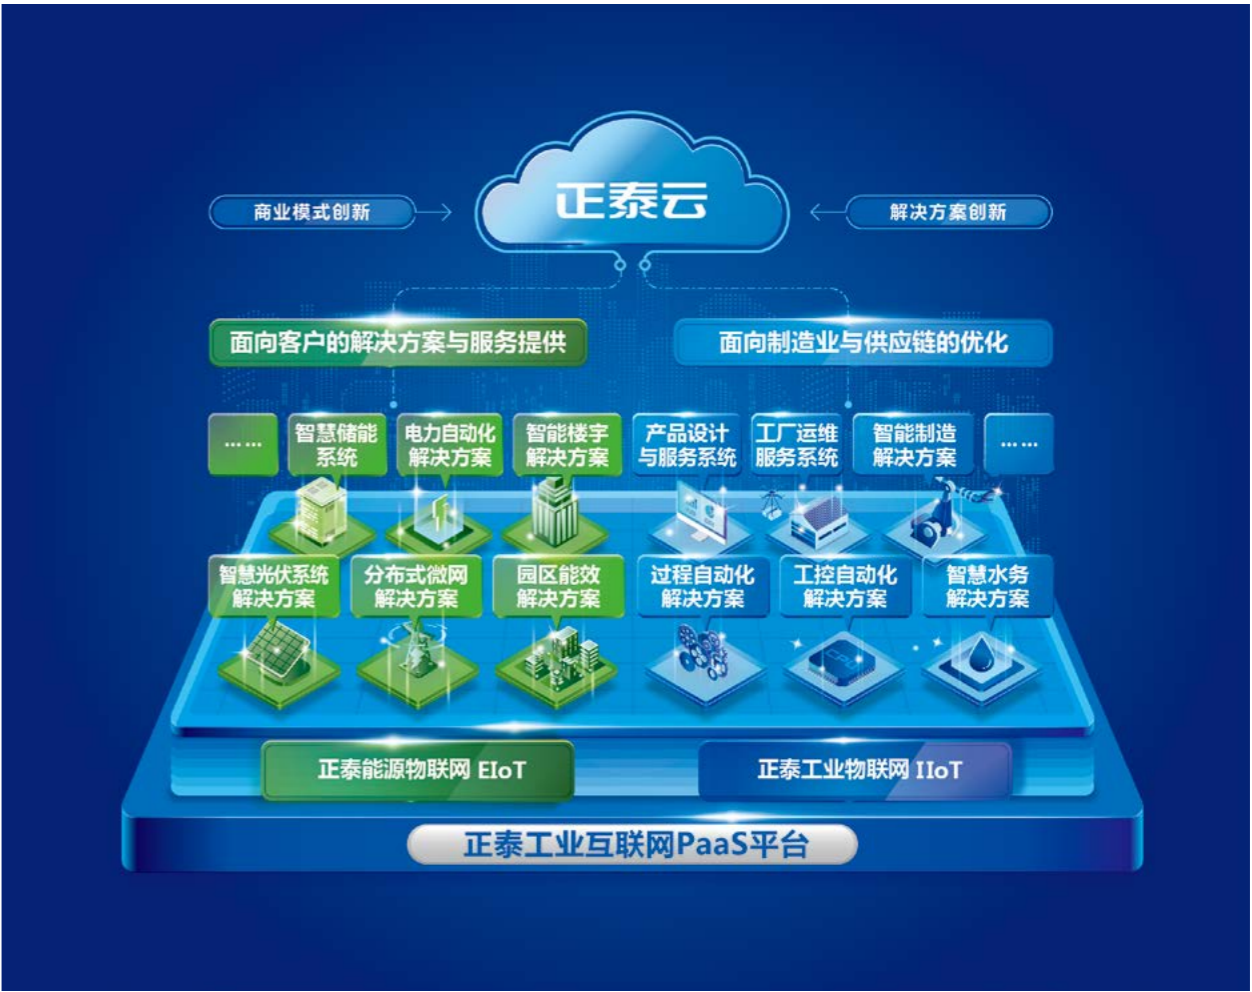 正泰云
商业模式创新
解决方案创新
面向客户的解决方案与服务提供
面向制造业与供应链的优化
... ...
智慧储能
系统
电力自动化
解决方案
智能楼宇
解决方案
产品设计
与服务系统
工厂运维
服务系统
智能制造
解决方案
... ...
智慧光伏系统
解决方案
分布式微网
解决方案
园区能效
解决方案
过程自动化
解决方案
工控自动化
解决方案
智慧水务
解决方案
CPU
正泰能源物联网 EIoT
正泰工业物联网 IIoT
正泰工业互联网PaaS平台